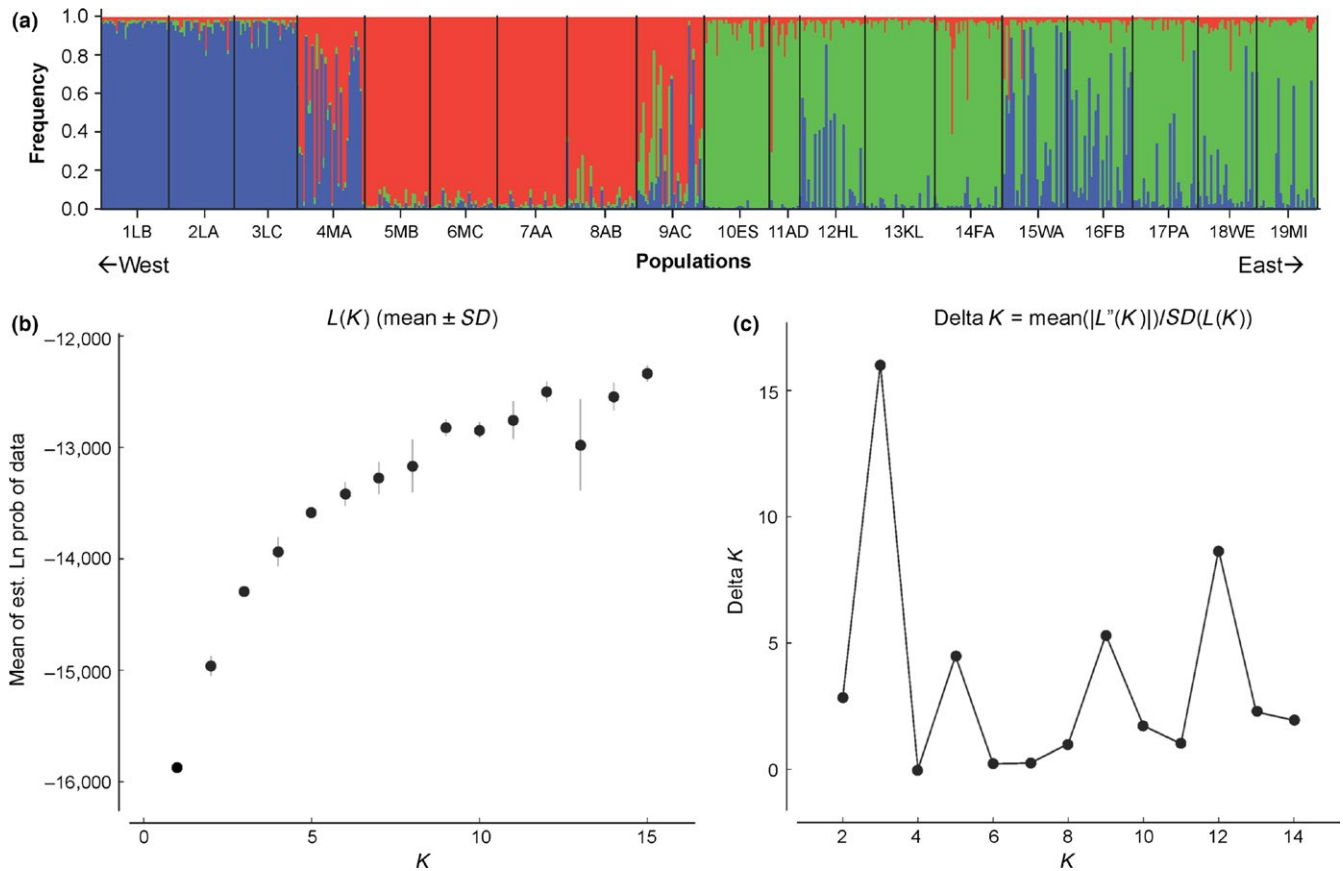 (a)
1.0
0.8
0.6
0.4
0.2
0.0
Frequency
1LB 2LA 3LC 4MA 5MB 6MC 7AA 8AB 9AC 10ES 11AD 12HL 13KL 14FA 15WA 16FB 17PA 18WE 19MI
←West Populations East→
(b) L(K) (mean ± SD)
−12,000
−13,000
−14,000
−15,000
−16,000
Mean of est. Ln prob of data
0 5 10 15
K
(c) Delta K = mean(|L”(K)|)/SD(L(K))
15
10
5
0
Delta K
2 4 6 8 10 12 14
K